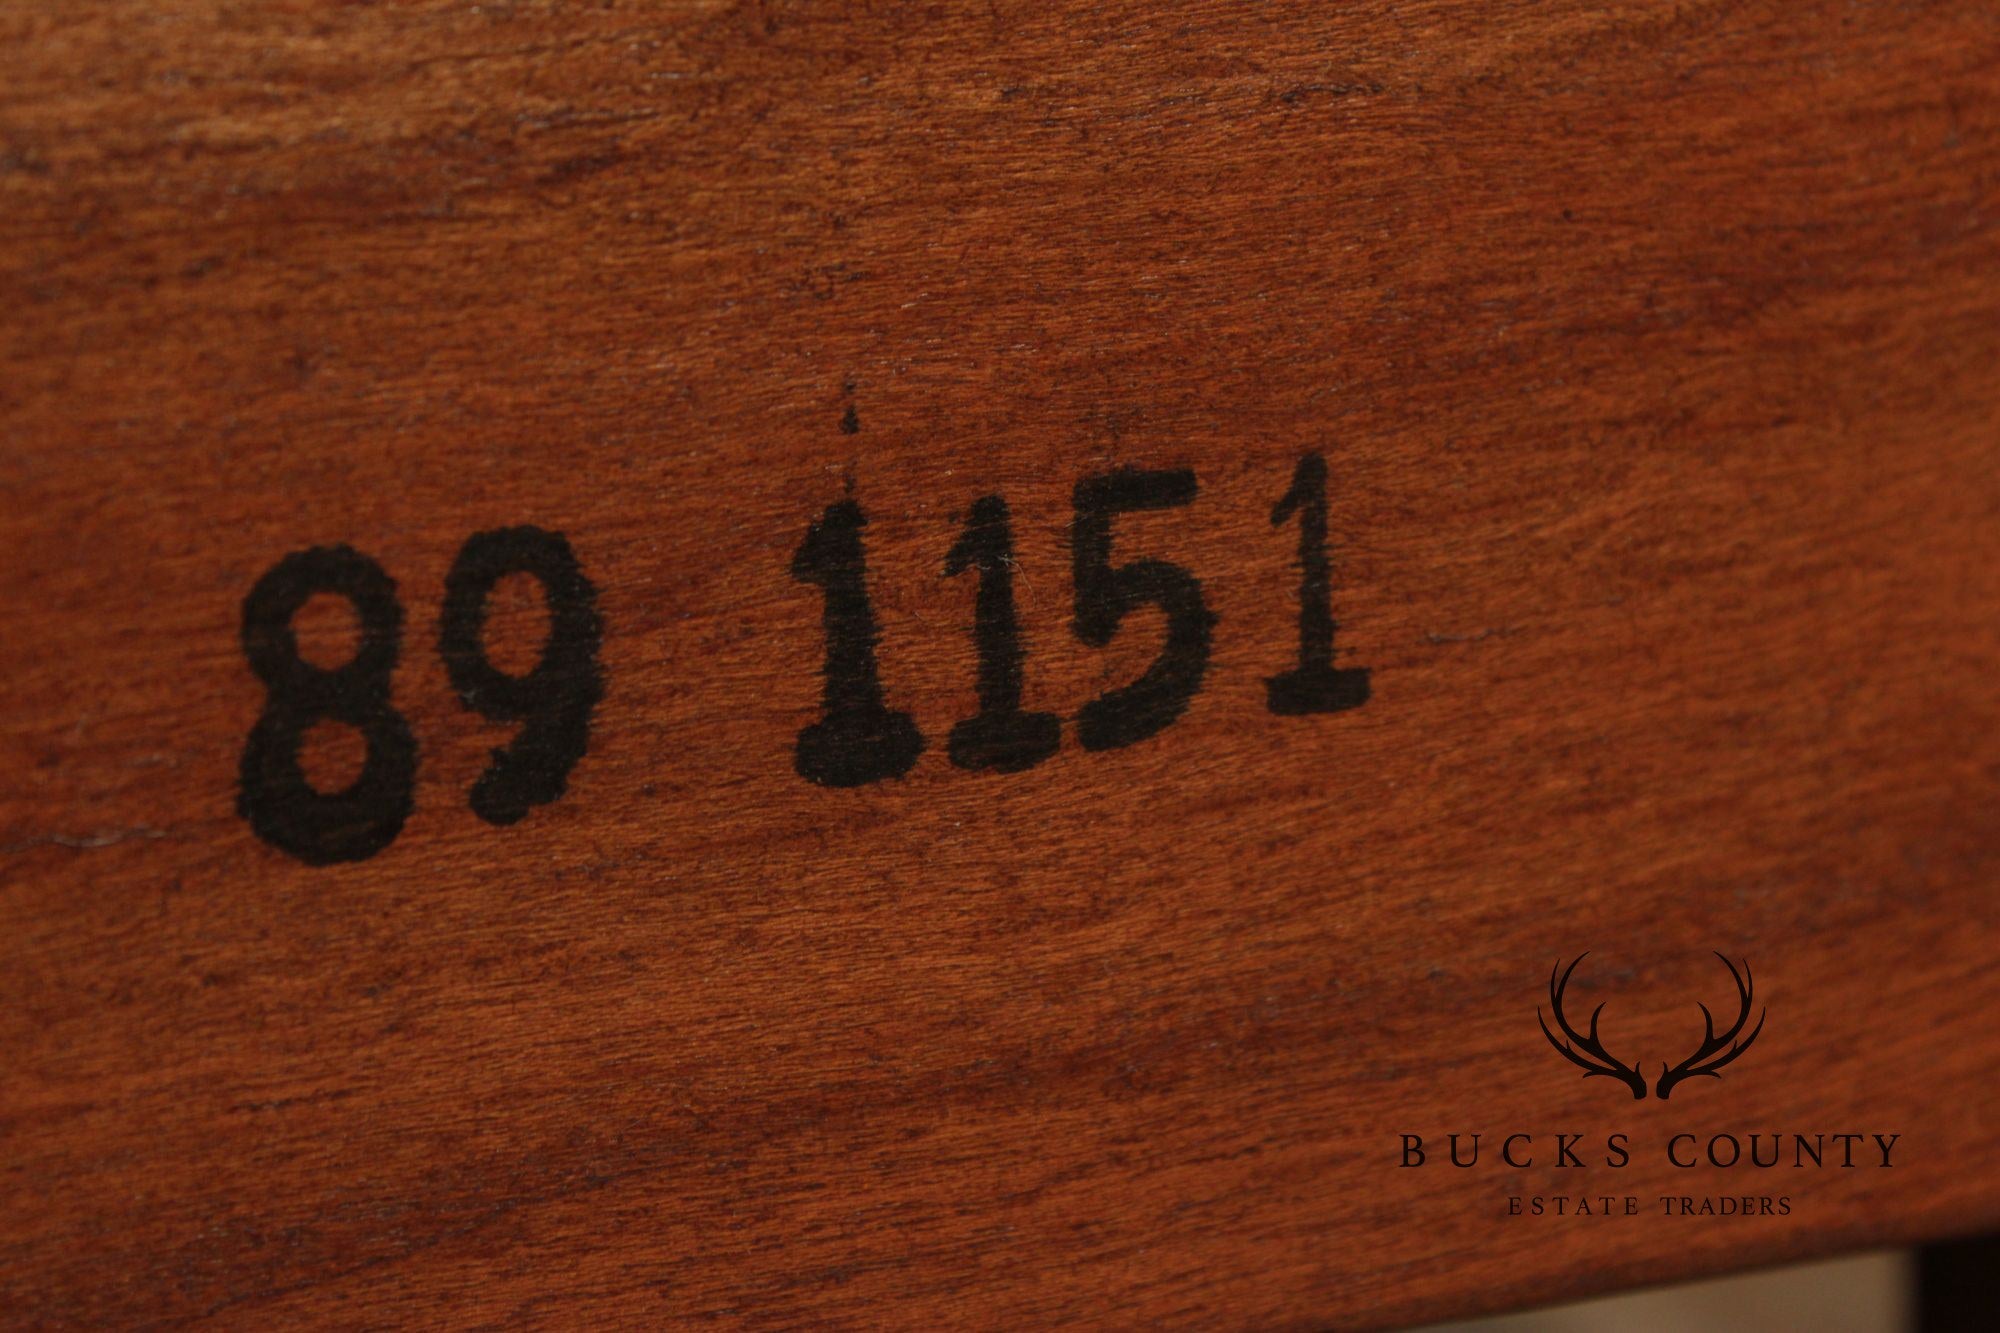 89 1151
BUCKS COUNTY
ESTATE TRADERS